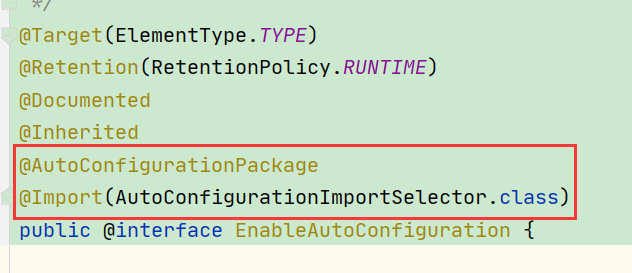 */
@Target(ElementType.TYPE)
@Retention(RetentionPolicy.RUNTIME)
@Documented
@Inherited
@AutoConfigurationPackage
@Import(AutoConfigurationImportSelector.class)
public @interface EnableAutoConfiguration {